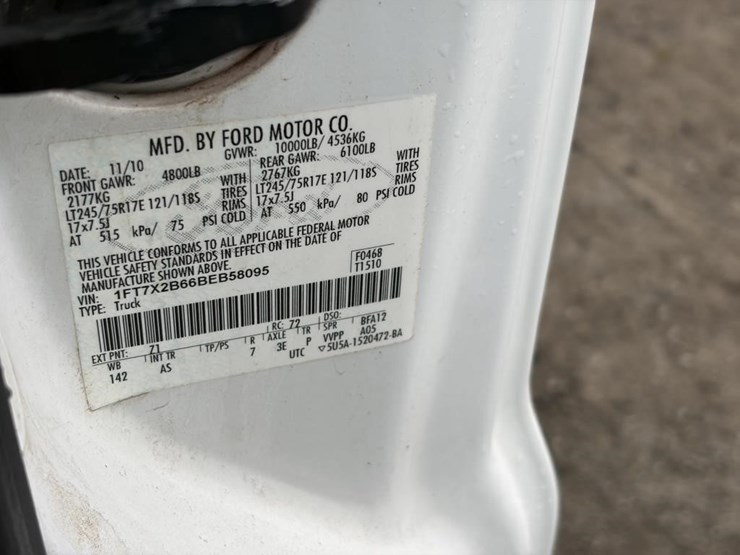 MFD. BY FORD MOTOR CO.
DATE: 11/10 GVWR: 10000LB/ 4536KG
FRONT GAWR: 4800LB REAR GAWR: 6100LB
2177KG WITH 2767KG WITH
LT245/75R17E 121/118S TIRES LT245/75R17E 121/118S TIRES
17x7.5J RIMS 17x7.5J RIMS
AT 515 kPa/ 75 PSI COLD AT 550 kPa/ 80 PSI COLD
THIS VEHICLE CONFORMS TO ALL APPLICABLE FEDERAL MOTOR
VEHICLE SAFETY STANDARDS IN EFFECT ON THE DATE OF
MANUFACTURE SHOWN ABOVE.
VIN: 1FT7X2B66BEB58095 F0468
TYPE: Truck T1510
EXT PNT: Z1 RC: 72 DSO:
WB INT TR TP/PS R AXLE TR SPR BFA12
142 AS 7 3E P VVPP A05
UTC ▽5U5A-1520472-BA